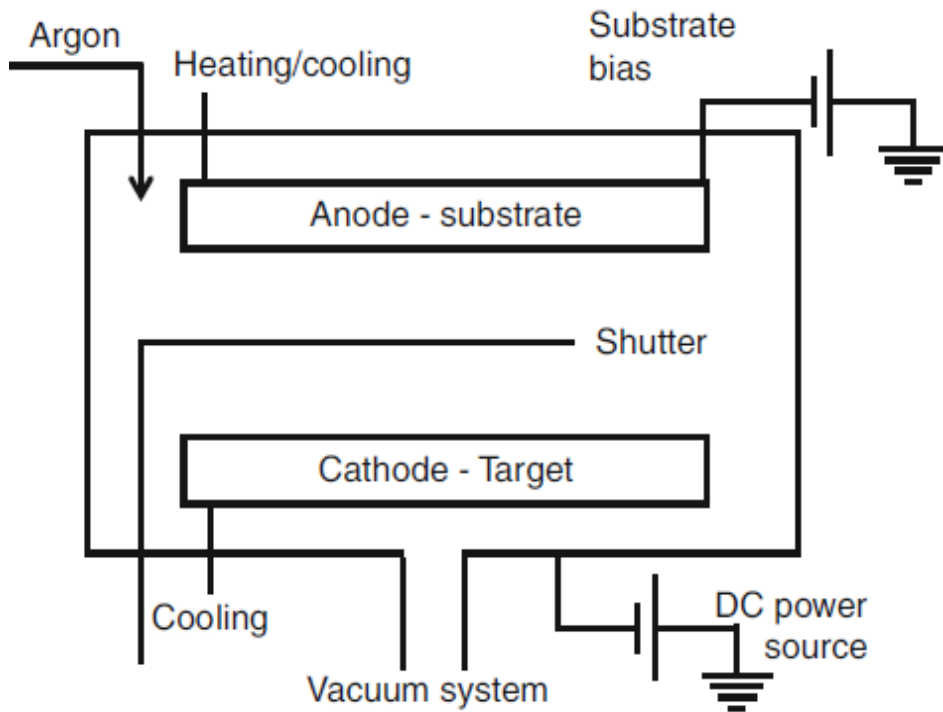 Argon
Heating/cooling
Substrate
bias
Anode - substrate
Shutter
Cathode - Target
Cooling
DC power
source
Vacuum system